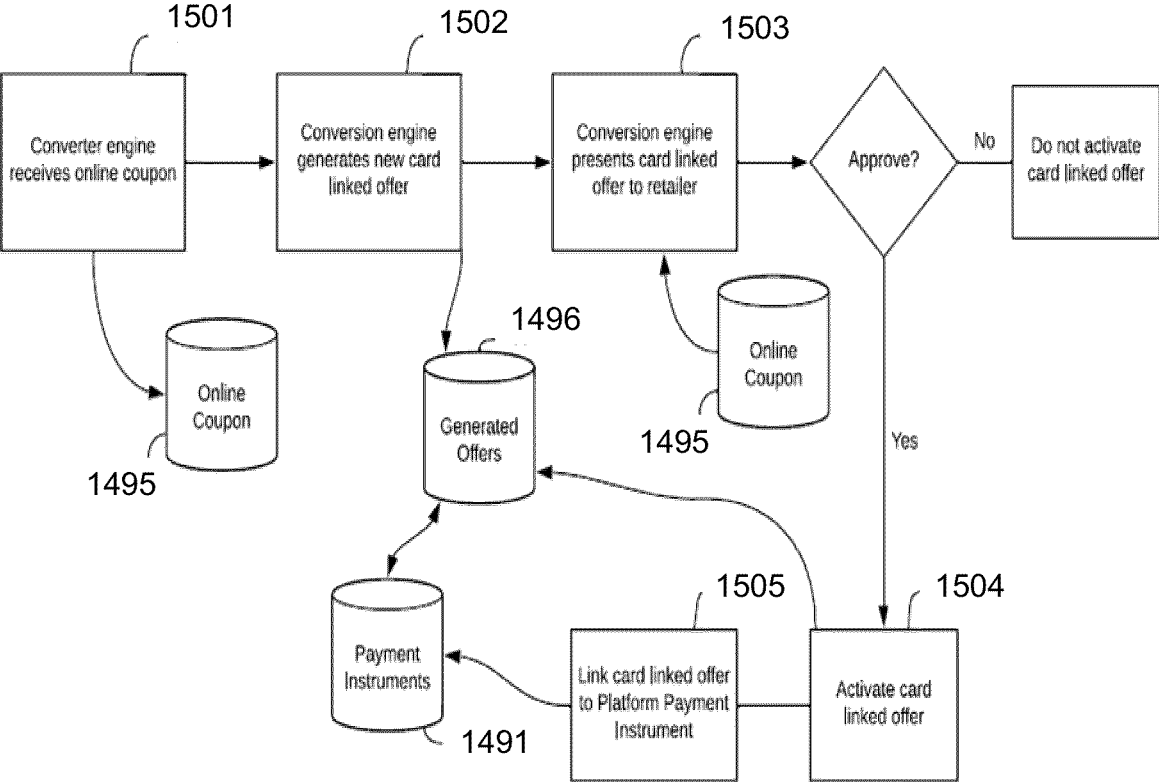 1501
1502
1503
Converter engine
receives online coupon
Conversion engine
generates new card
linked offer
Conversion engine
presents card linked
offer to retailer
Approve?
No
Do not activate
card linked offer
1496
Online
Coupon
1495
Generated
Offers
Online
Coupon
1495
Yes
1505
1504
Payment
Instruments
1491
Link card linked offer
to Platform Payment
Instrument
Activate card
linked offer